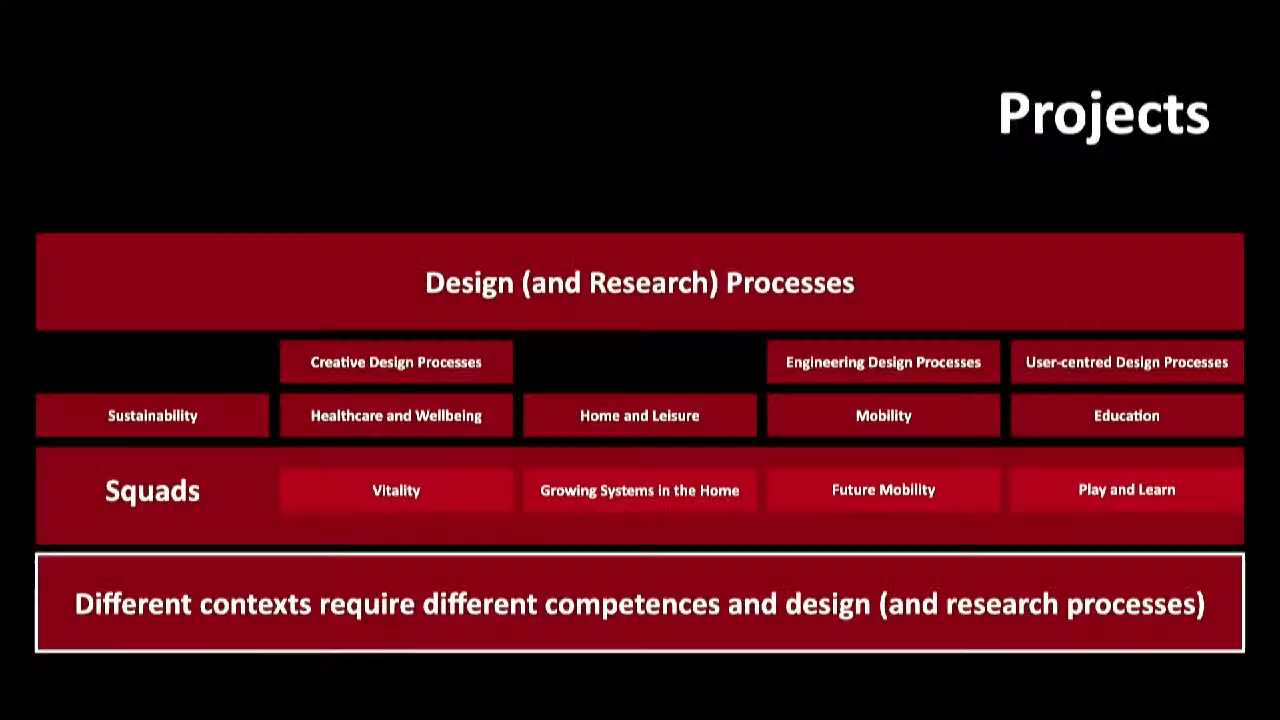 Projects
Design (and Research) Processes
Creative Design Processes
Engineering Design Processes
User-centred Design Processes
Sustainability
Healthcare and Wellbeing
Home and Leisure
Mobility
Education
Squads
Vitality
Growing Systems in the Home
Future Mobility
Play and Learn
Different contexts require different competences and design (and research processes)